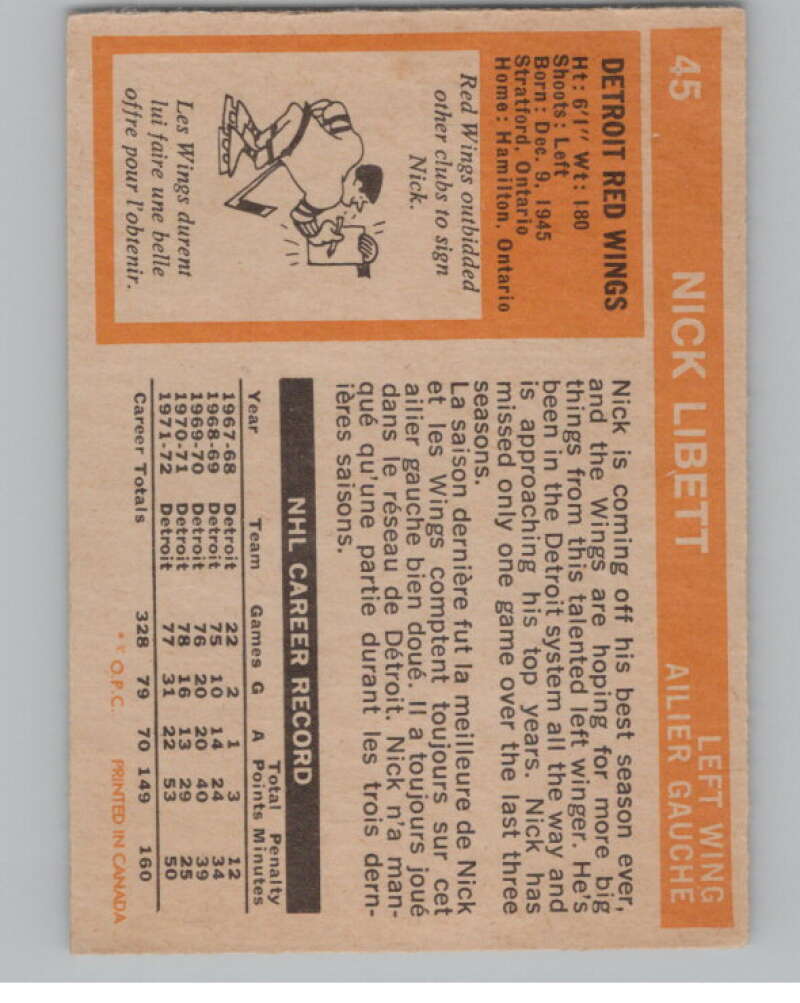 45 NICK LIBETT LEFT WING
AILIER GAUCHE
DETROIT RED WINGS
Ht: 6'1" Wt: 180
Shoots: Left
Born: Dec. 9, 1945
Stratford, Ontario
Home: Hamilton, Ontario
Red Wings outbidded
other clubs to sign
Nick.
Les Wings durent
lui faire une belle
offre pour l'obtenir.
Nick is coming off his best season ever,
and the Wings are hoping for more big
things from this talented left winger. He's
been in the Detroit system all the way and
is approaching his top years. Nick has
missed only one game over the last three
seasons.
La saison dernière fut la meilleure de Nick
et les Wings comptent toujours sur cet
ailier gauche bien doué. Il a toujours joué
dans le réseau de Détroit. Nick n'a man-
qué qu'une partie durant les trois dern-
ières saisons.
NHL CAREER RECORD
Total Penalty
Year Team Games G A Points Minutes
1967-68 Detroit 22 2 1 3 12
1968-69 Detroit 75 10 14 24 34
1969-70 Detroit 76 20 20 40 39
1970-71 Detroit 78 16 13 29 25
1971-72 Detroit 77 31 22 53 50
Career Totals 328 79 70 149 160
* O.P.C. PRINTED IN CANADA